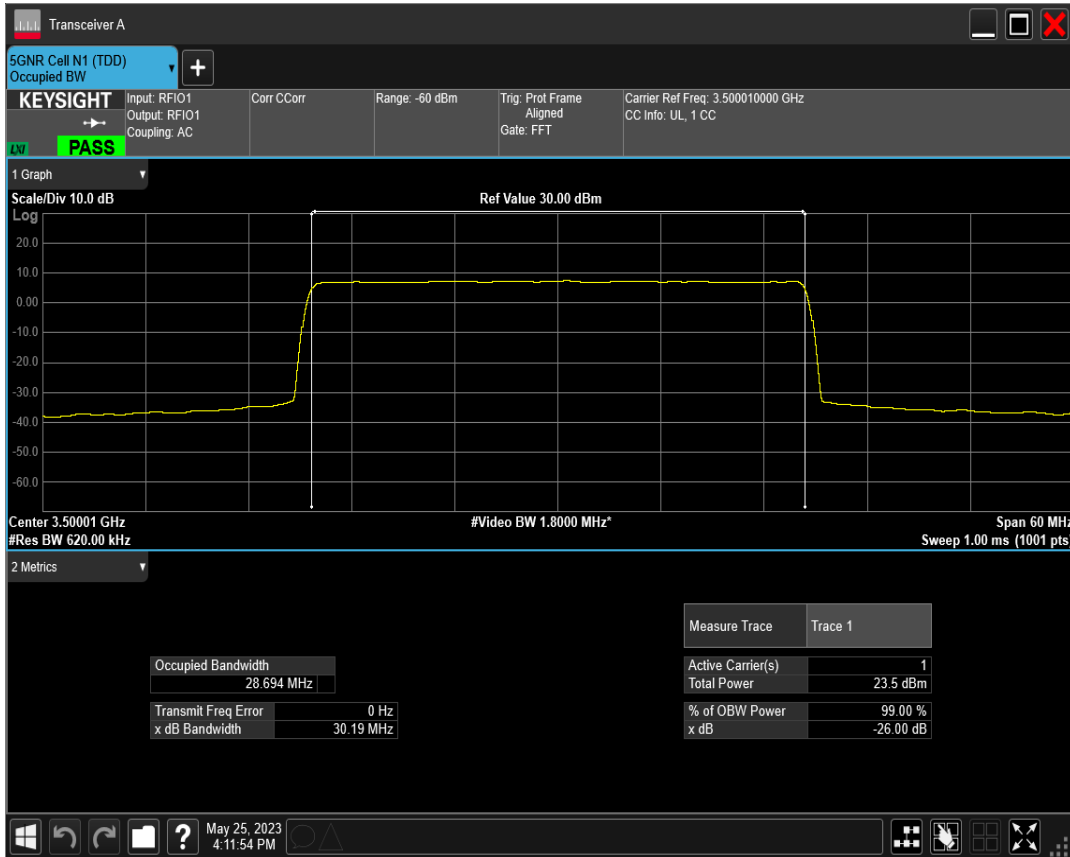 Transceiver A
5GNR Cell N1 (TDD)
Occupied BW
KEYSIGHT
LXI
PASS
Input: RFIO1
Output: RFIO1
Coupling: AC
Corr CCorr
Range: -60 dBm
Trig: Prot Frame
Aligned
Gate: FFT
Carrier Ref Freq: 3.500010000 GHz
CC Info: UL, 1 CC
1 Graph
Scale/Div 10.0 dB
Ref Value 30.00 dBm
Log
20.0
10.0
0.00
-10.0
-20.0
-30.0
-40.0
-50.0
-60.0
Center 3.50001 GHz
#Video BW 1.8000 MHz*
Span 60 MHz
#Res BW 620.00 kHz
Sweep 1.00 ms (1001 pts
2 Metrics
Measure Trace Trace 1
Occupied Bandwidth
28.694 MHz
Active Carrier(s) 1
Total Power 23.5 dBm
Transmit Freq Error 0 Hz
x dB Bandwidth 30.19 MHz
% of OBW Power 99.00 %
x dB -26.00 dB
?
May 25, 2023
4:11:54 PM